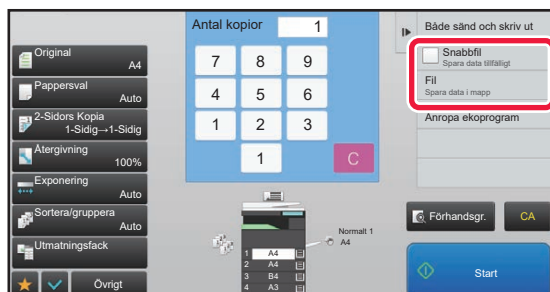 Antal kopior 1
Original
A4
Pappersval
Auto
2-Sidors Kopia
1-Sidig→1-Sidig
Återgivning
100%
Exponering
Auto
Sortera/gruppera
Auto
Utmatningsfack
Övrigt
7 8 9
4 5 6
1 2 3
1 C
Normalt 1
A4
1 A4
2 A4
3 B4
4 A3
Både sänd och skriv ut
Snabbfil
Spara data tillfälligt
Fil
Spara data i mapp
Anropa ekoprogram
Förhandsgr.
CA
Start